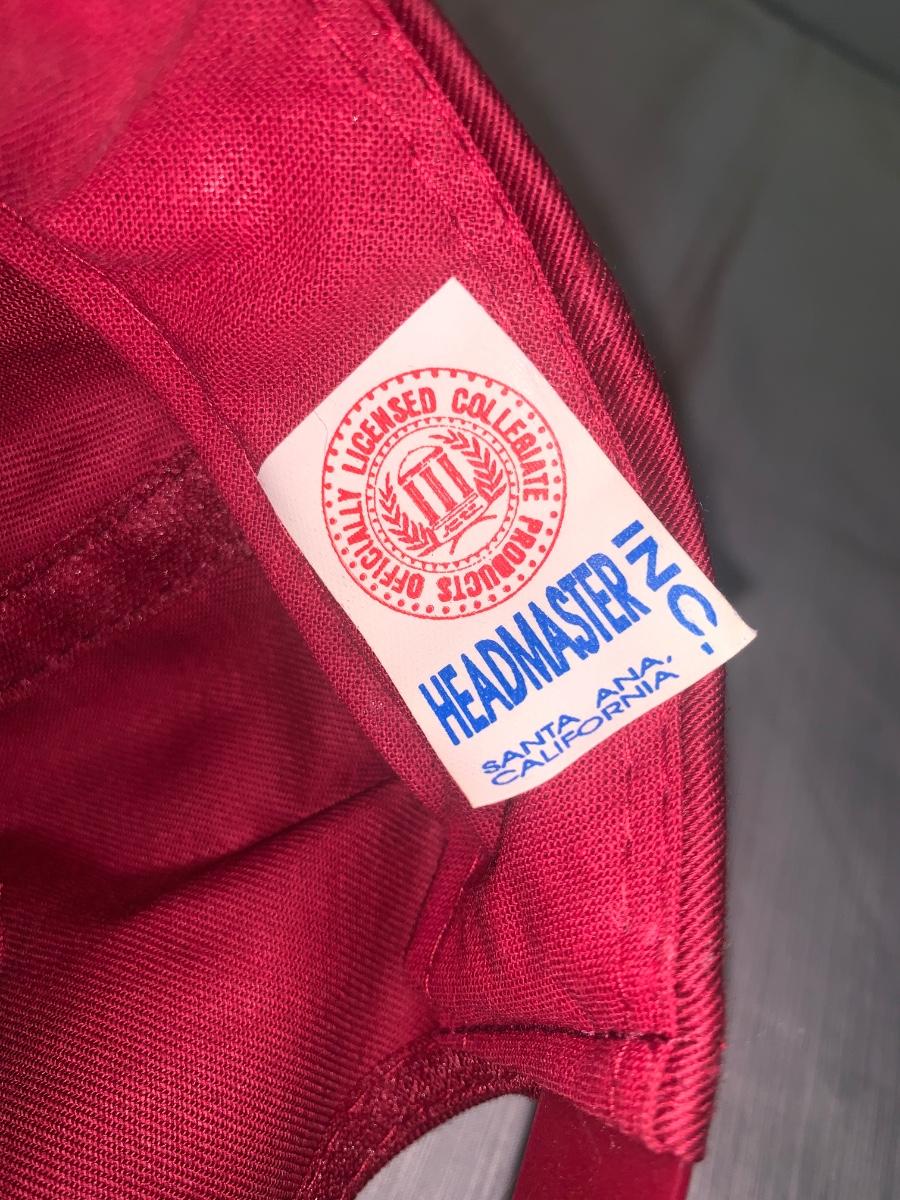 OFFICIALLY LICENSED COLLEGIATE PRODUCTS
HEADMASTER INC.
SANTA ANA,
CALIFORNIA